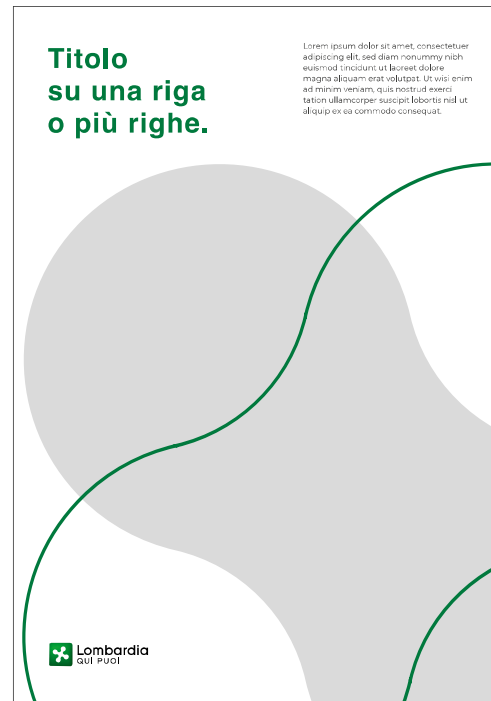 Titolo
su una riga
o più righe.
Lorem ipsum dolor sit amet, consectetuer
adipiscing elit, sed diam nonummy nibh
euismod tincidunt ut laoreet dolore
magna aliquam erat volutpat. Ut wisi enim
ad minim veniam, quis nostrud exerci
tation ullamcorper suscipit lobortis nisl ut
aliquip ex ea commodo consequat.
Lombardia
QUI PUOI